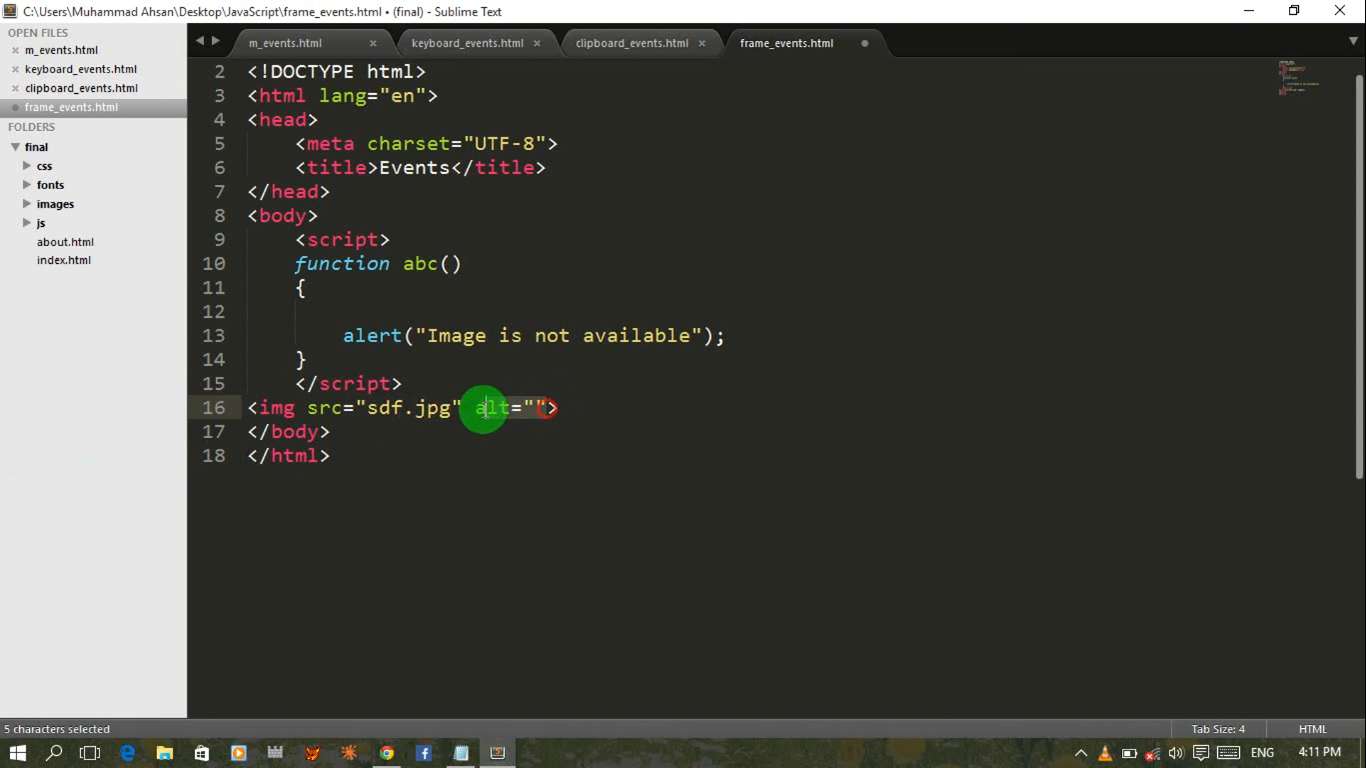 C:\Users\Muhammad Ahsan\Desktop\JavaScript\frame_events.html • (final) - Sublime Text
OPEN FILES
m_events.html
keyboard_events.html
clipboard_events.html
frame_events.html
FOLDERS
final
css
fonts
images
js
about.html
index.html
m_events.html
keyboard_events.html
clipboard_events.html
frame_events.html
2 <!DOCTYPE html>
3 <html lang="en">
4 <head>
5 <meta charset="UTF-8">
6 <title>Events</title>
7 </head>
8 <body>
9 <script>
10 function abc()
11 {
12
13 alert("Image is not available");
14 }
15 </script>
16 <img src="sdf.jpg" alt="">
17 </body>
18 </html>
5 characters selected
Tab Size: 4
HTML
ENG
4:11 PM